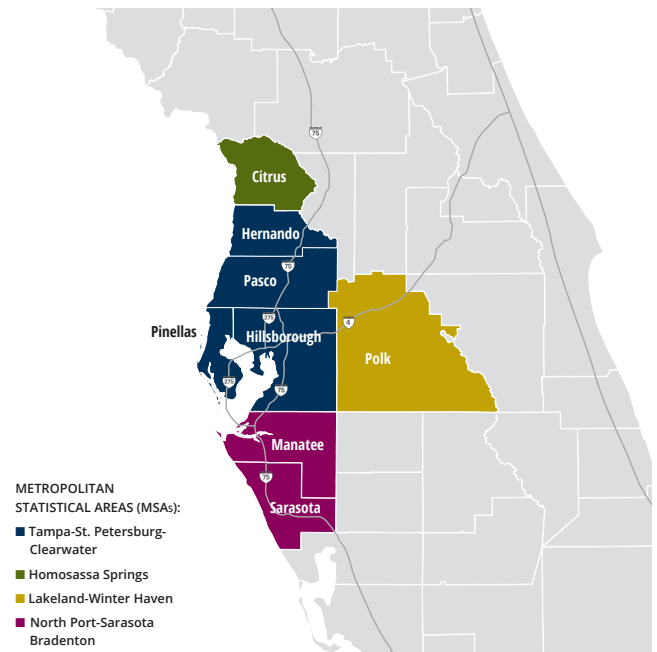 75
Citrus
Hernando
75
Pasco
275
4
Pinellas
Hillsborough
Polk
275
75
Manatee
75
Sarasota
METROPOLITAN
STATISTICAL AREAS (MSAs):
Tampa-St. Petersburg-
Clearwater
Homosassa Springs
Lakeland-Winter Haven
North Port-Sarasota
Bradenton